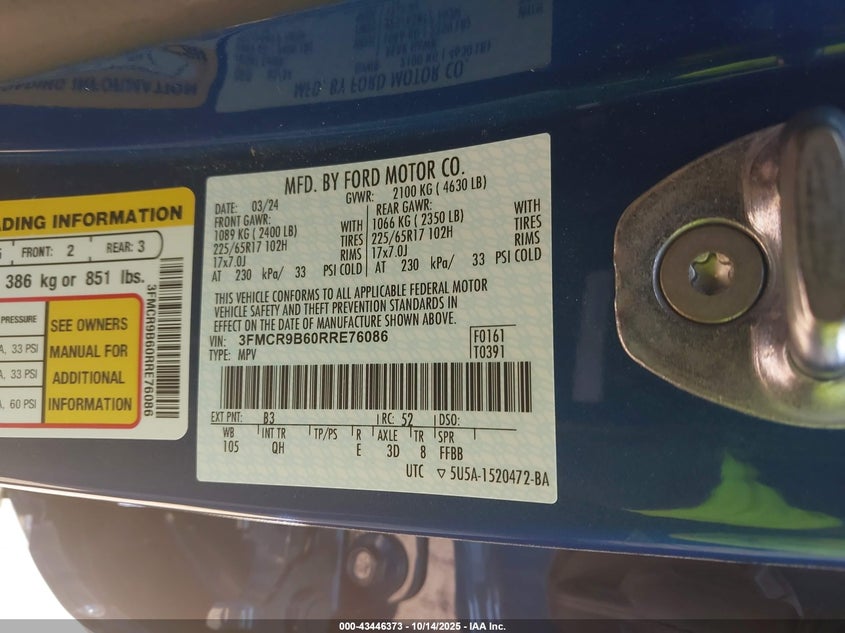 MFD. BY FORD MOTOR CO.
DATE: 03/24 GVWR: 2100 KG ( 4630 LB)
FRONT GAWR: REAR GAWR:
1089 KG ( 2400 LB) WITH 1066 KG ( 2350 LB) WITH
225/65R17 102H TIRES 225/65R17 102H TIRES
17x7.0J RIMS 17x7.0J RIMS
AT 230 kPa/ 33 PSI COLD AT 230 kPa/ 33 PSI COLD
THIS VEHICLE CONFORMS TO ALL APPLICABLE FEDERAL MOTOR
VEHICLE SAFETY AND THEFT PREVENTION STANDARDS IN
EFFECT ON THE DATE OF MANUFACTURE SHOWN ABOVE.
VIN: 3FMCR9B60RRE76086 F0161
TYPE: MPV T0391
EXT PNT: B3 RC: 52 DSO:
WB INT TR TP/PS R AXLE TR SPR
105 QH E 3D 8 FFBB
UTC ▽ 5U5A-1520472-BA
ADING INFORMATION
FRONT: 2 REAR: 3
386 kg or 851 lbs.
PRESSURE
A, 33 PSI
A, 33 PSI
A, 60 PSI
SEE OWNERS
MANUAL FOR
ADDITIONAL
INFORMATION
3FMCR9B60RRE76086
000-43446373 - 10/14/2025 - IAA Inc.